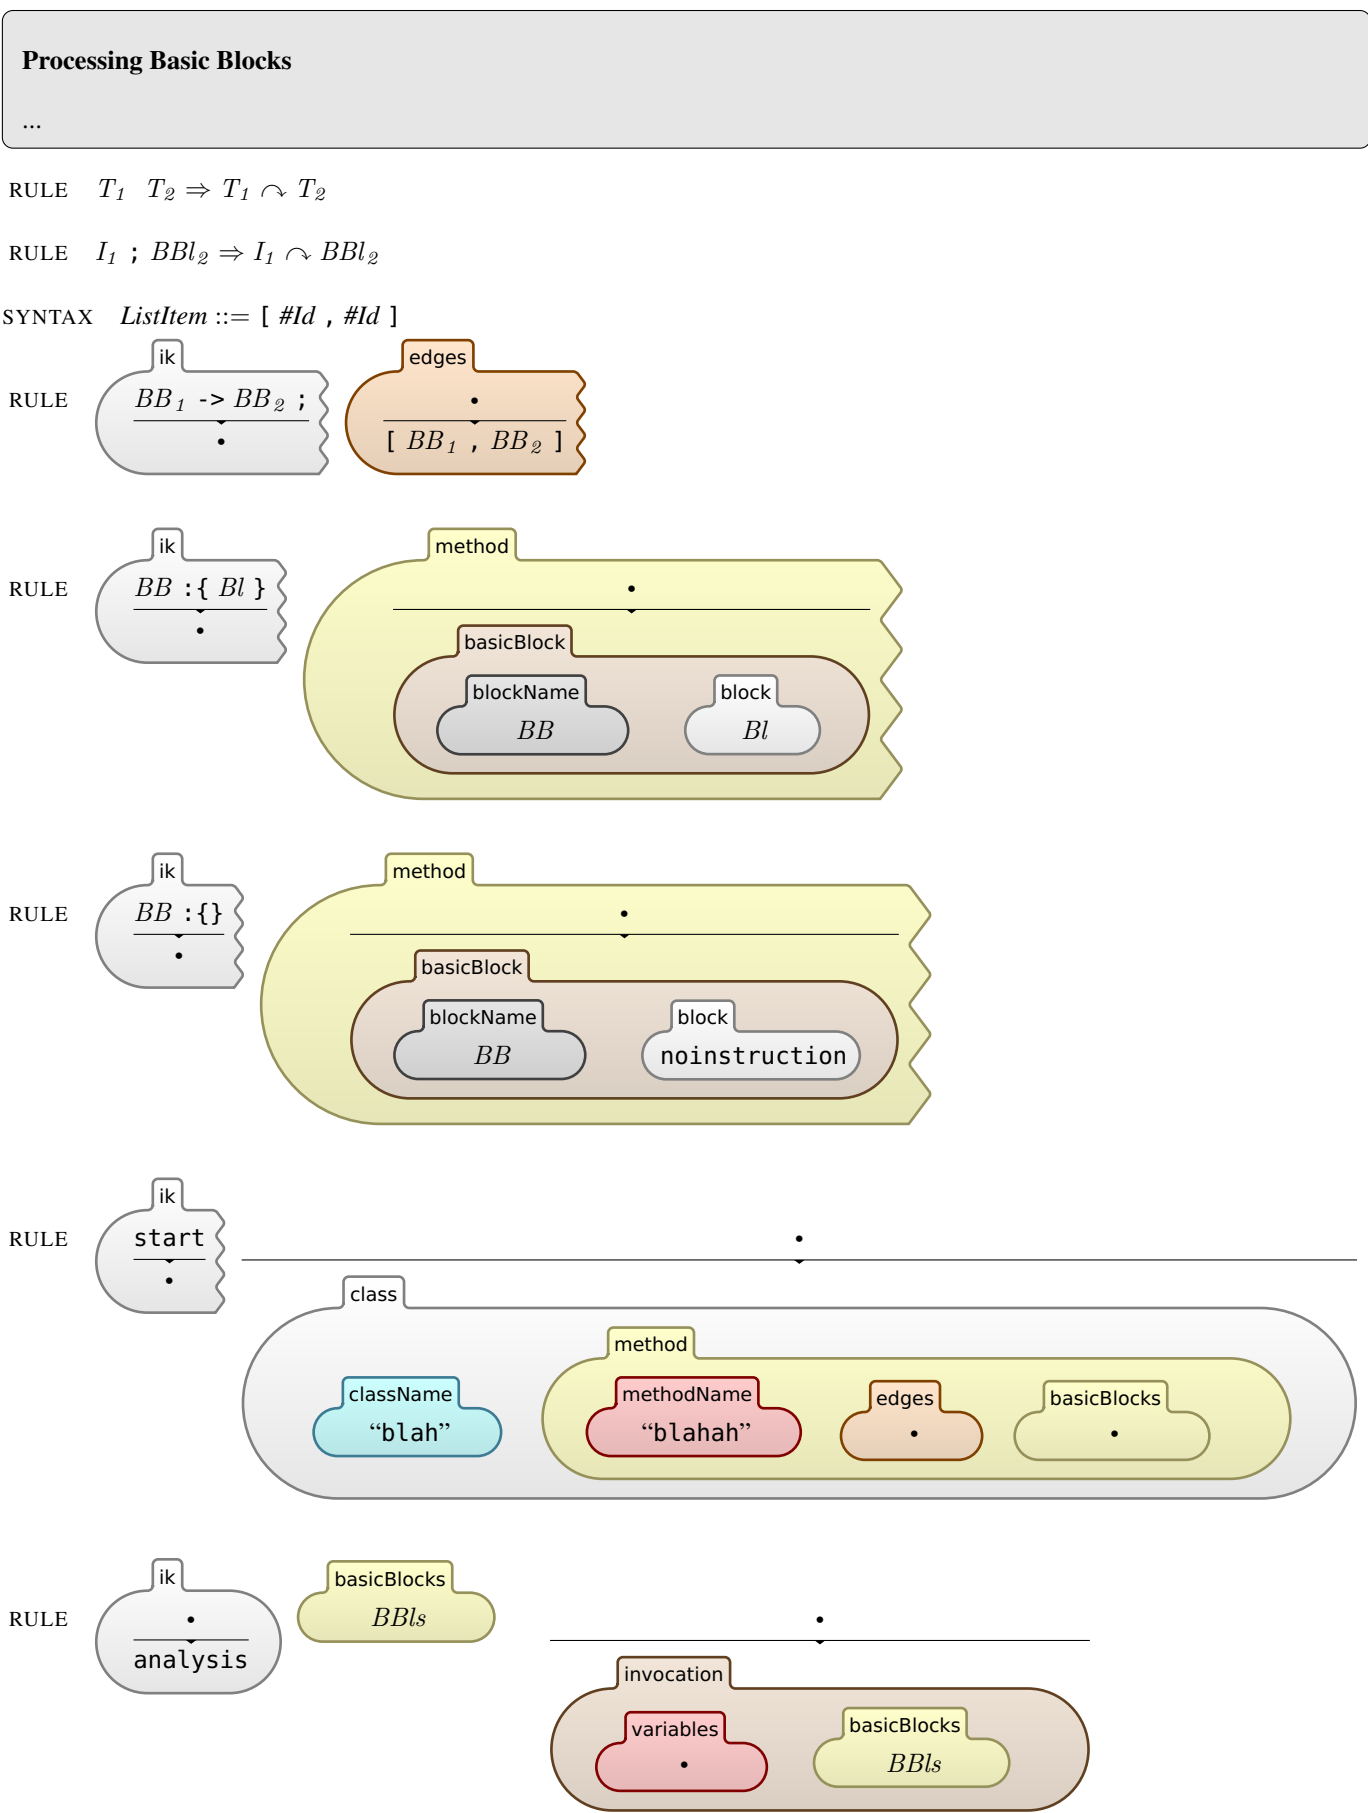 Processing Basic Blocks
...
RULE T₁ T₂ ⇒ T₁ ↷ T₂
RULE I₁ ; BBl₂ ⇒ I₁ ↷ BBl₂
SYNTAX ListItem ::= [ #Id , #Id ]
ik edges
RULE BB₁ -> BB₂ ; •
• [ BB₁ , BB₂ ]
ik method
RULE BB :{ Bl } •
•
basicBlock
blockName block
BB Bl
ik method
RULE BB :{} •
•
basicBlock
blockName block
BB noinstruction
ik
RULE start •
•
class
method
className methodName edges basicBlocks
“blah” “blahah” • •
ik basicBlocks
RULE • BBls •
analysis
invocation
variables basicBlocks
• BBls